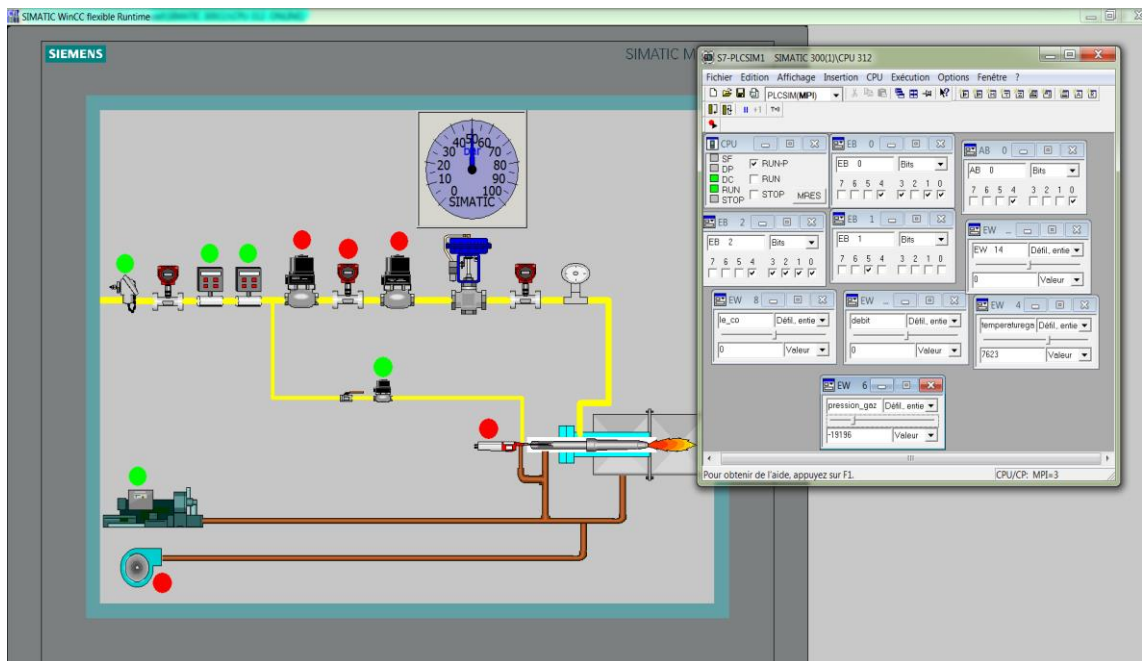 SIMATIC WinCC flexible Runtime
SIEMENS
SIMATIC M
40 50 60
30 bar 70
20 80
10 90
0 100
SIMATIC
S7-PLCSIM1 SIMATIC 300(1)\CPU 312
Fichier Edition Affichage Insertion CPU Exécution Options Fenêtre ?
PLCSIM(MPI)
+1 T=0
CPU
SF
DP
DC
RUN
STOP
RUN-P
RUN
STOP MRES
EB 0
EB 0 Bits
7 6 5 4 3 2 1 0
AB 0
AB 0 Bits
7 6 5 4 3 2 1 0
EB 2
EB 2 Bits
7 6 5 4 3 2 1 0
EB 1
EB 1 Bits
7 6 5 4 3 2 1 0
EW ...
EW 14 Défil., entie
0 Valeur
EW 8
le_co Défil., entie
0 Valeur
EW ...
debit Défil., entie
0 Valeur
EW 4
temperaturega Défil., entie
7623 Valeur
EW 6
pression_gaz Défil., entie
-19196 Valeur
Pour obtenir de l'aide, appuyez sur F1.
CPU/CP: MPI=3